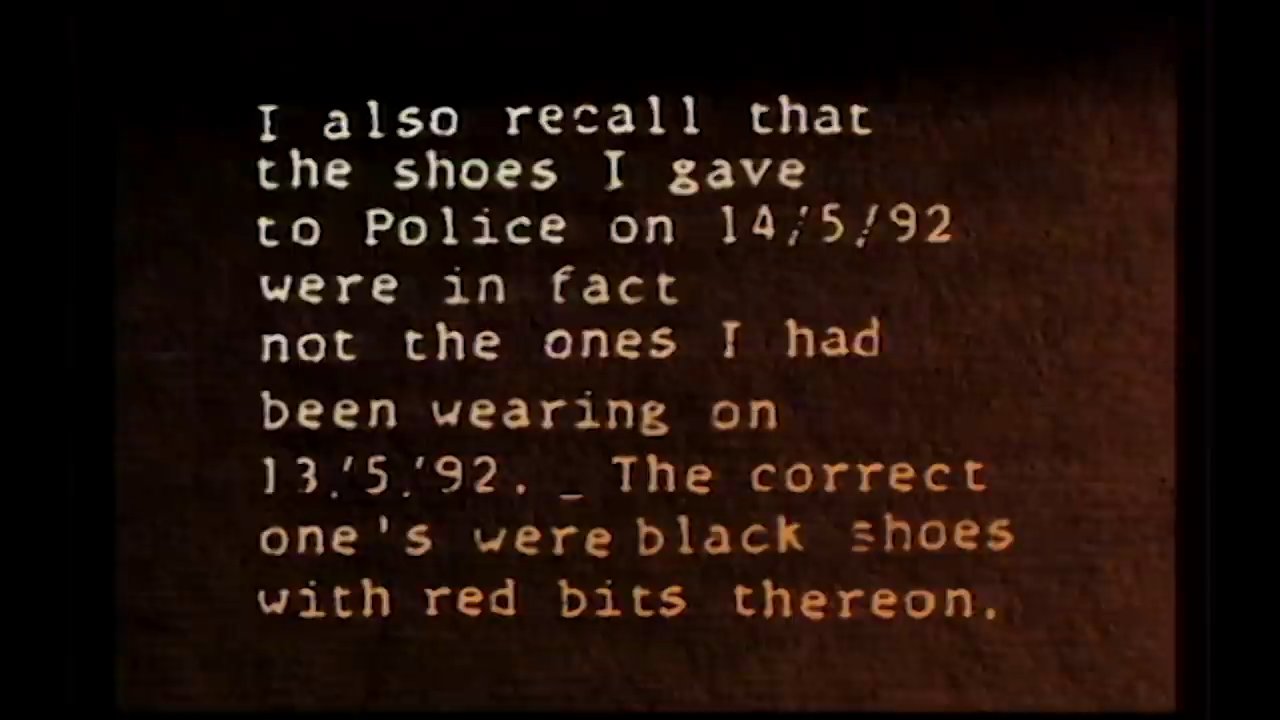 I also recall that
the shoes I gave
to Police on 14/5/92
were in fact
not the ones I had
been wearing on
13/5/92. _ The correct
one's were black shoes
with red bits thereon.